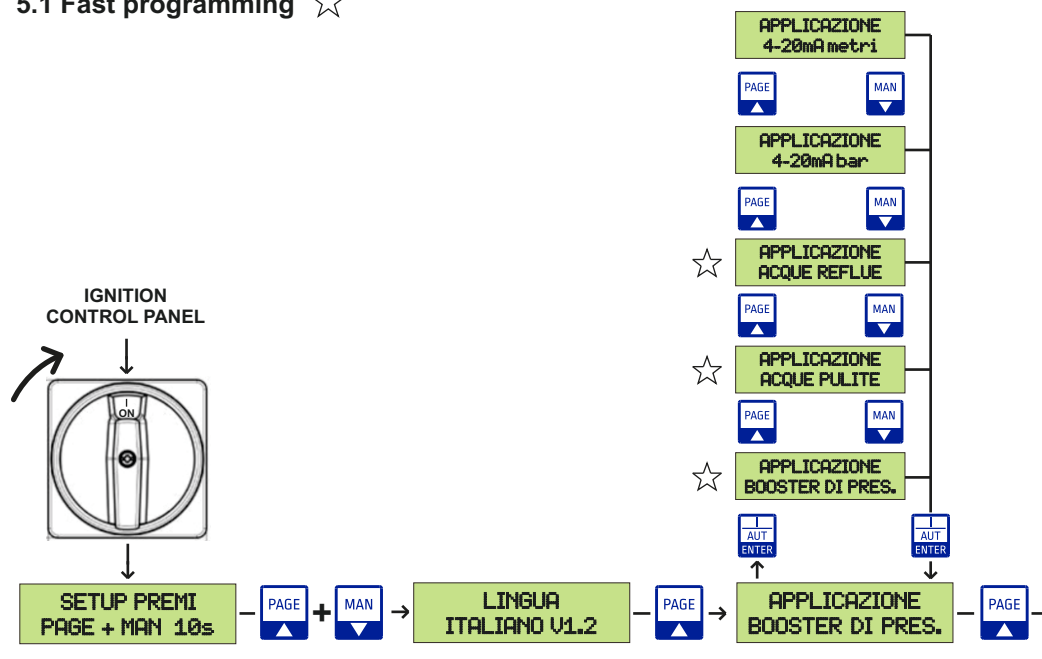 5.1 Fast programming
APPLICAZIONE
4-20mA metri
PAGE
MAN
APPLICAZIONE
4-20mA bar
PAGE
MAN
APPLICAZIONE
ACQUE REFLUE
PAGE
MAN
APPLICAZIONE
ACQUE PULITE
PAGE
MAN
APPLICAZIONE
BOOSTER DI PRES.
I
AUT
ENTER
I
AUT
ENTER
IGNITION
CONTROL PANEL
I
ON
SETUP PREMI
PAGE + MAN 10s
PAGE
+
MAN
LINGUA
ITALIANO V1.2
PAGE
APPLICAZIONE
BOOSTER DI PRES.
PAGE